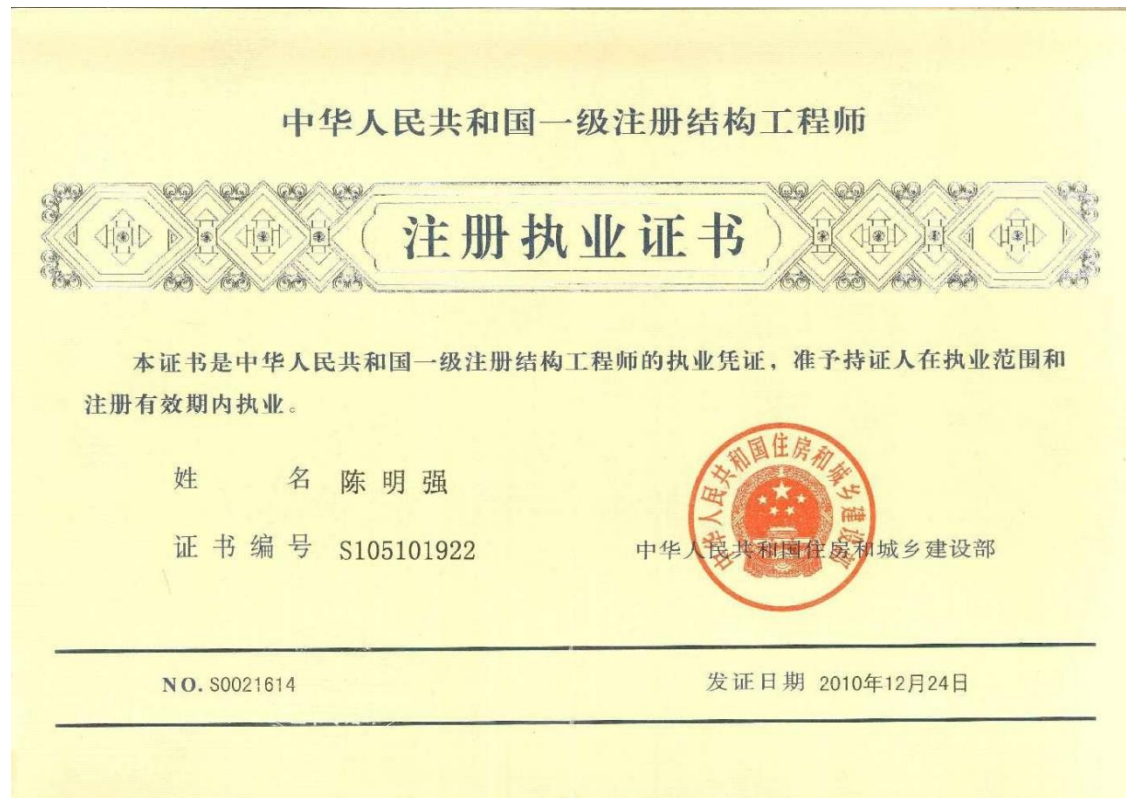 中华人民共和国一级注册结构工程师
注册执业证书
本证书是中华人民共和国一级注册结构工程师的执业凭证，准予持证人在执业范围和
注册有效期内执业。
姓 名 陈明强
证书编号 S105101922
中华人民共和国住房和城乡建设部
中华人民共和国住房和城乡建设部
NO. S0021614
发证日期 2010年12月24日